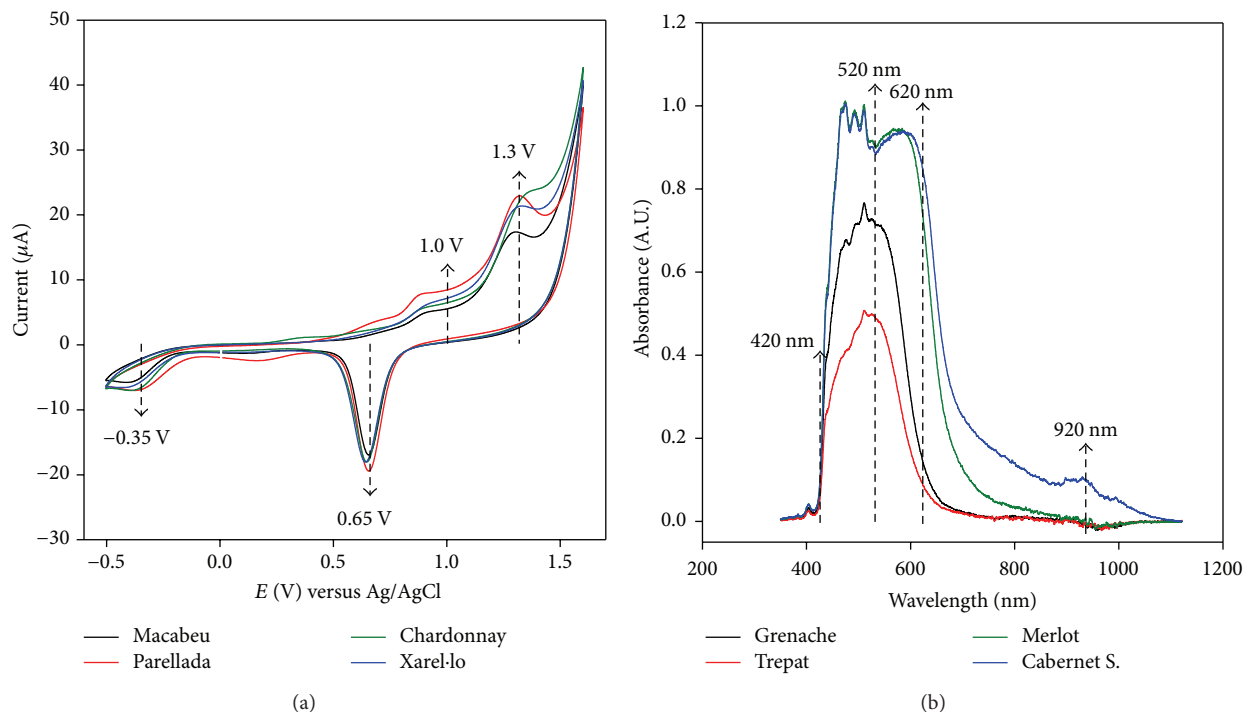 50
40
30
20
10
0
−10
−20
−30
Current (μA)
1.3 V
1.0 V
−0.35 V
0.65 V
−0.5
0.0
0.5
1.0
1.5
E (V) versus Ag/AgCl
Macabeu
Parellada
Chardonnay
Xarel·lo
(a)
1.2
1.0
0.8
0.6
0.4
0.2
0.0
Absorbance (A.U.)
520 nm
620 nm
420 nm
920 nm
200
400
600
800
1000
1200
Wavelength (nm)
Grenache
Trepat
Merlot
Cabernet S.
(b)